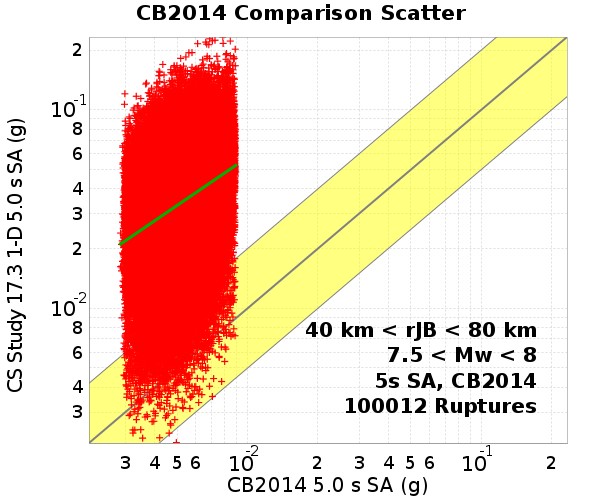 CB2014 Comparison Scatter
CS Study 17.3 1-D 5.0 s SA (g)
2
10-1
8
6
4
3
2
10-2
8
6
4
3
40 km < rJB < 80 km
7.5 < Mw < 8
5s SA, CB2014
100012 Ruptures
3 4 5 6 10-2 2 3 4 5 6 10-1 2
CB2014 5.0 s SA (g)